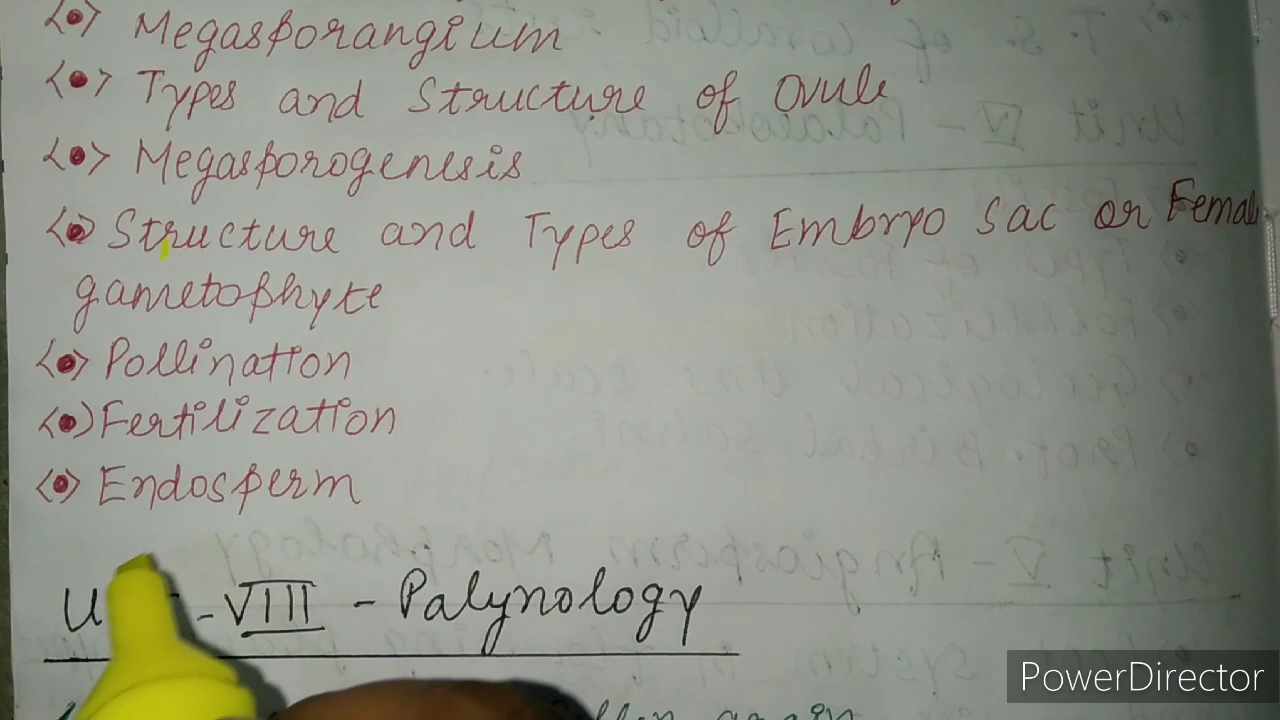 <•> Megasporangium
<•> Types and Structure of Ovule
<•> Megasporogenesis
<•> Structure and Types of Embryo Sac or Femal
gametophyte
<•> Pollination
<•> Fertilization
<•> Endosperm
U - VIII - Palynology
PowerDirector